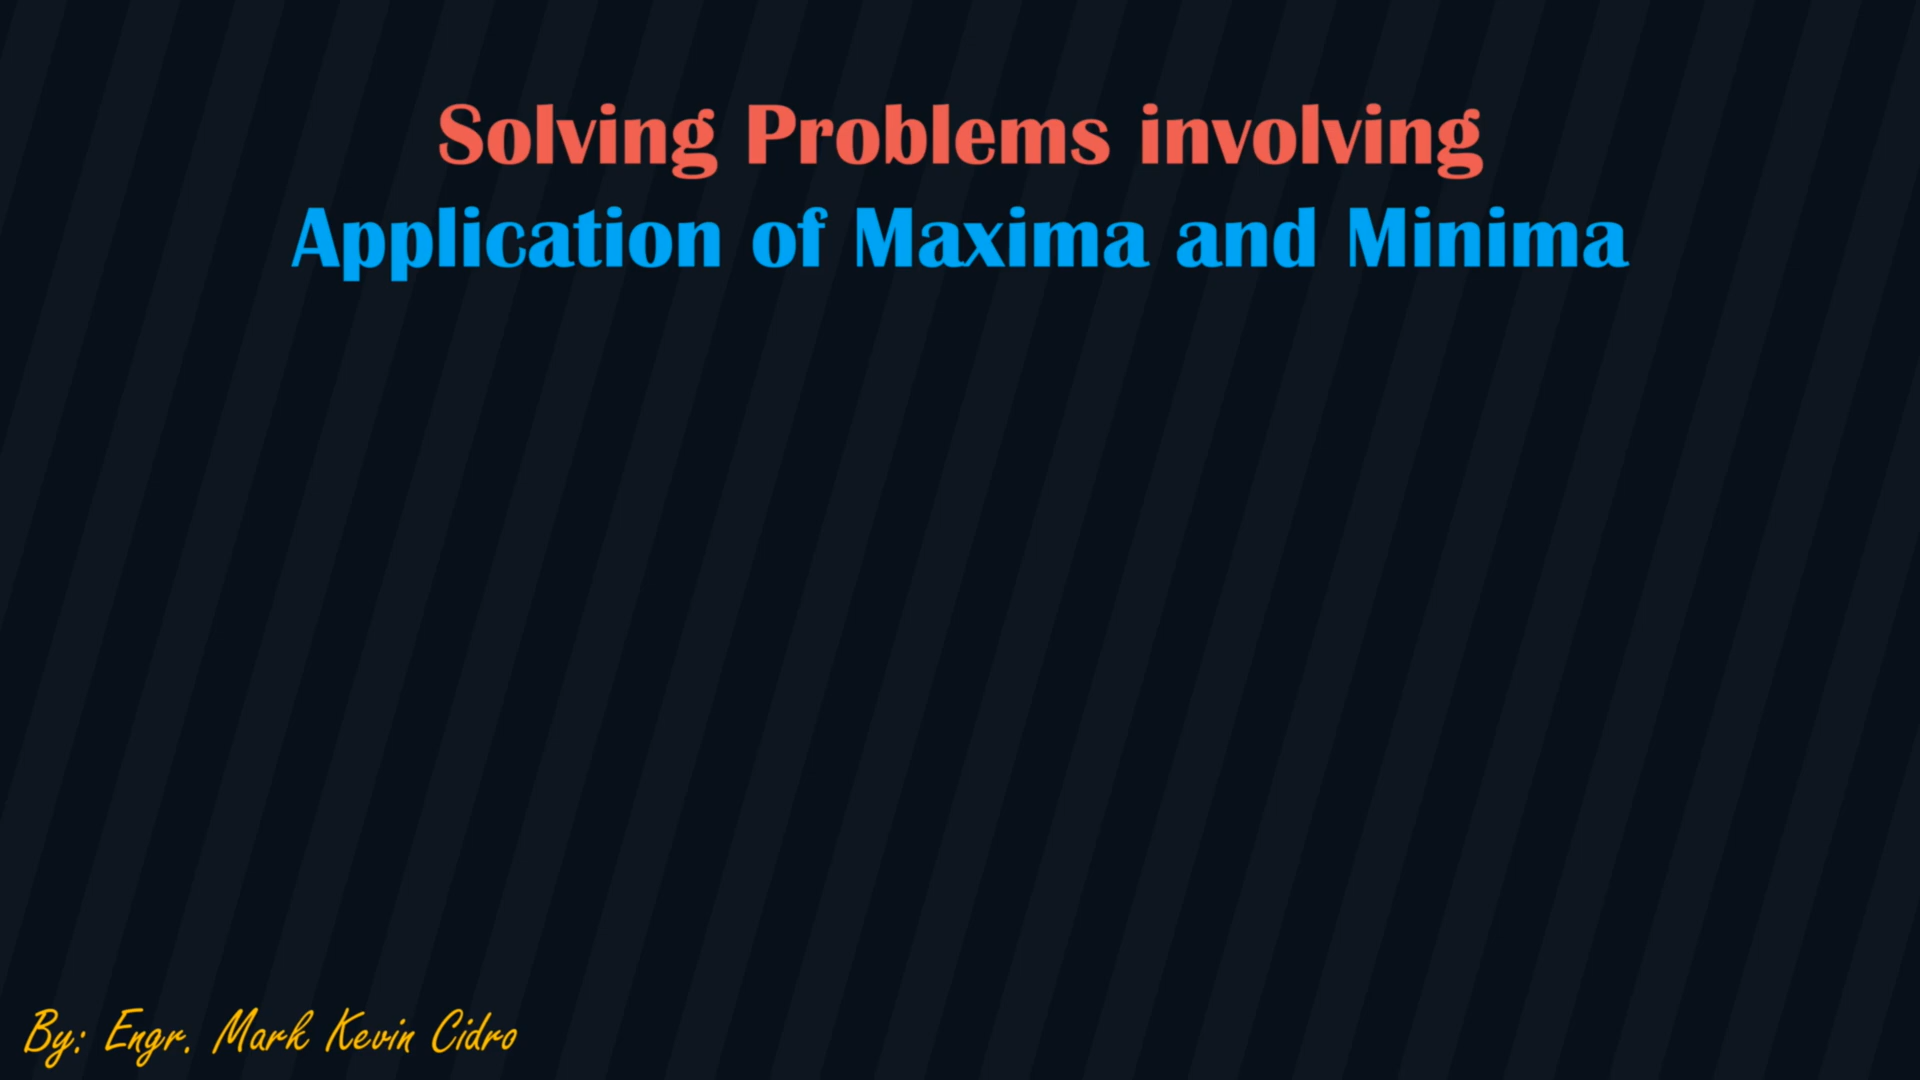 Solving Problems involving
Application of Maxima and Minima
By: Engr. Mark Kevin Cidro